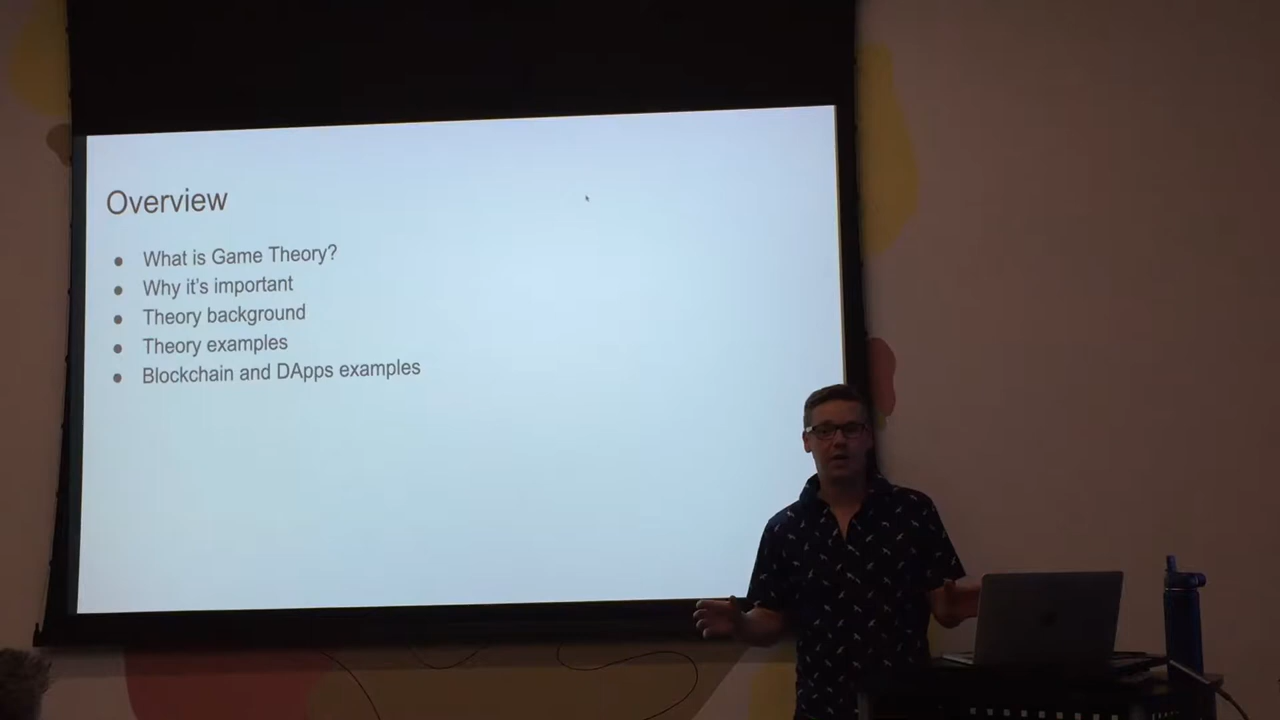 Overview
● What is Game Theory?
● Why it's important
● Theory background
● Theory examples
● Blockchain and DApps examples